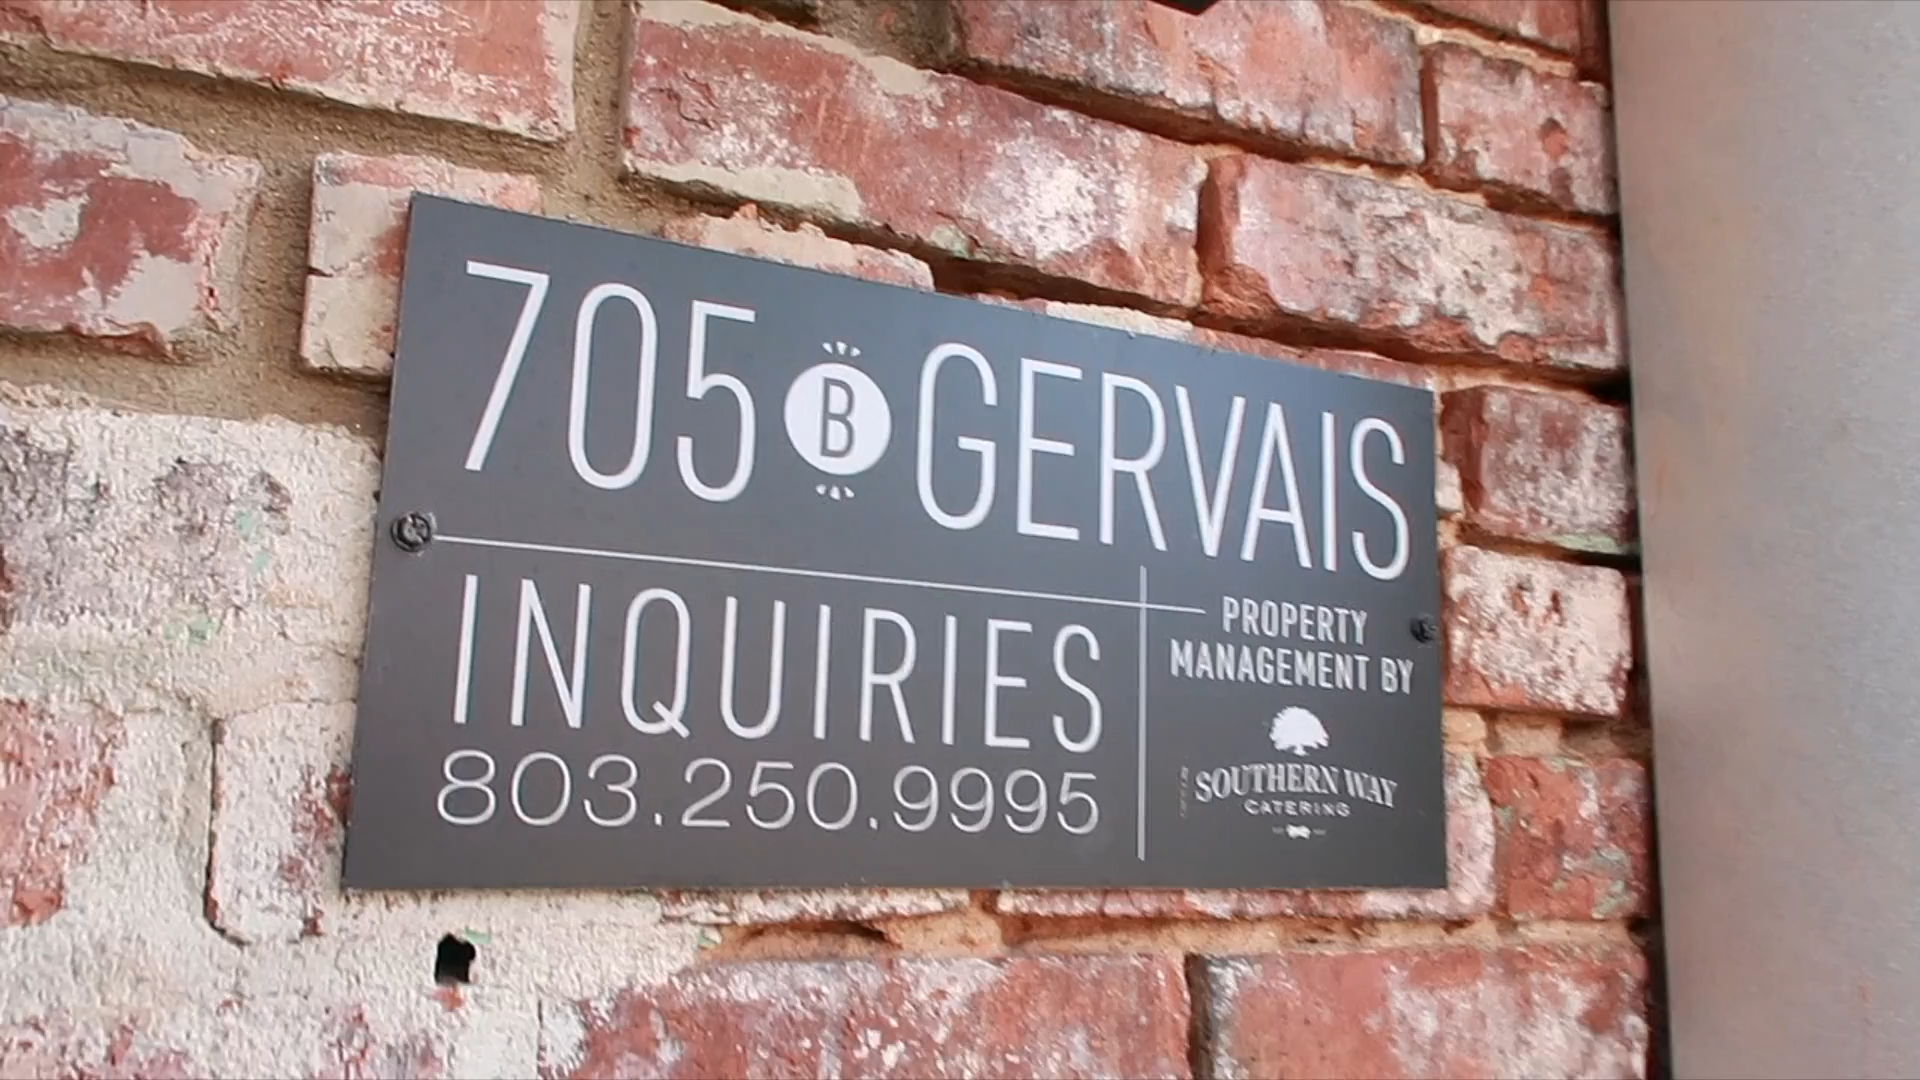 705 B GERVAIS
INQUIRIES
803.250.9995
PROPERTY
MANAGEMENT BY
SOUTHERN WAY
CATERING